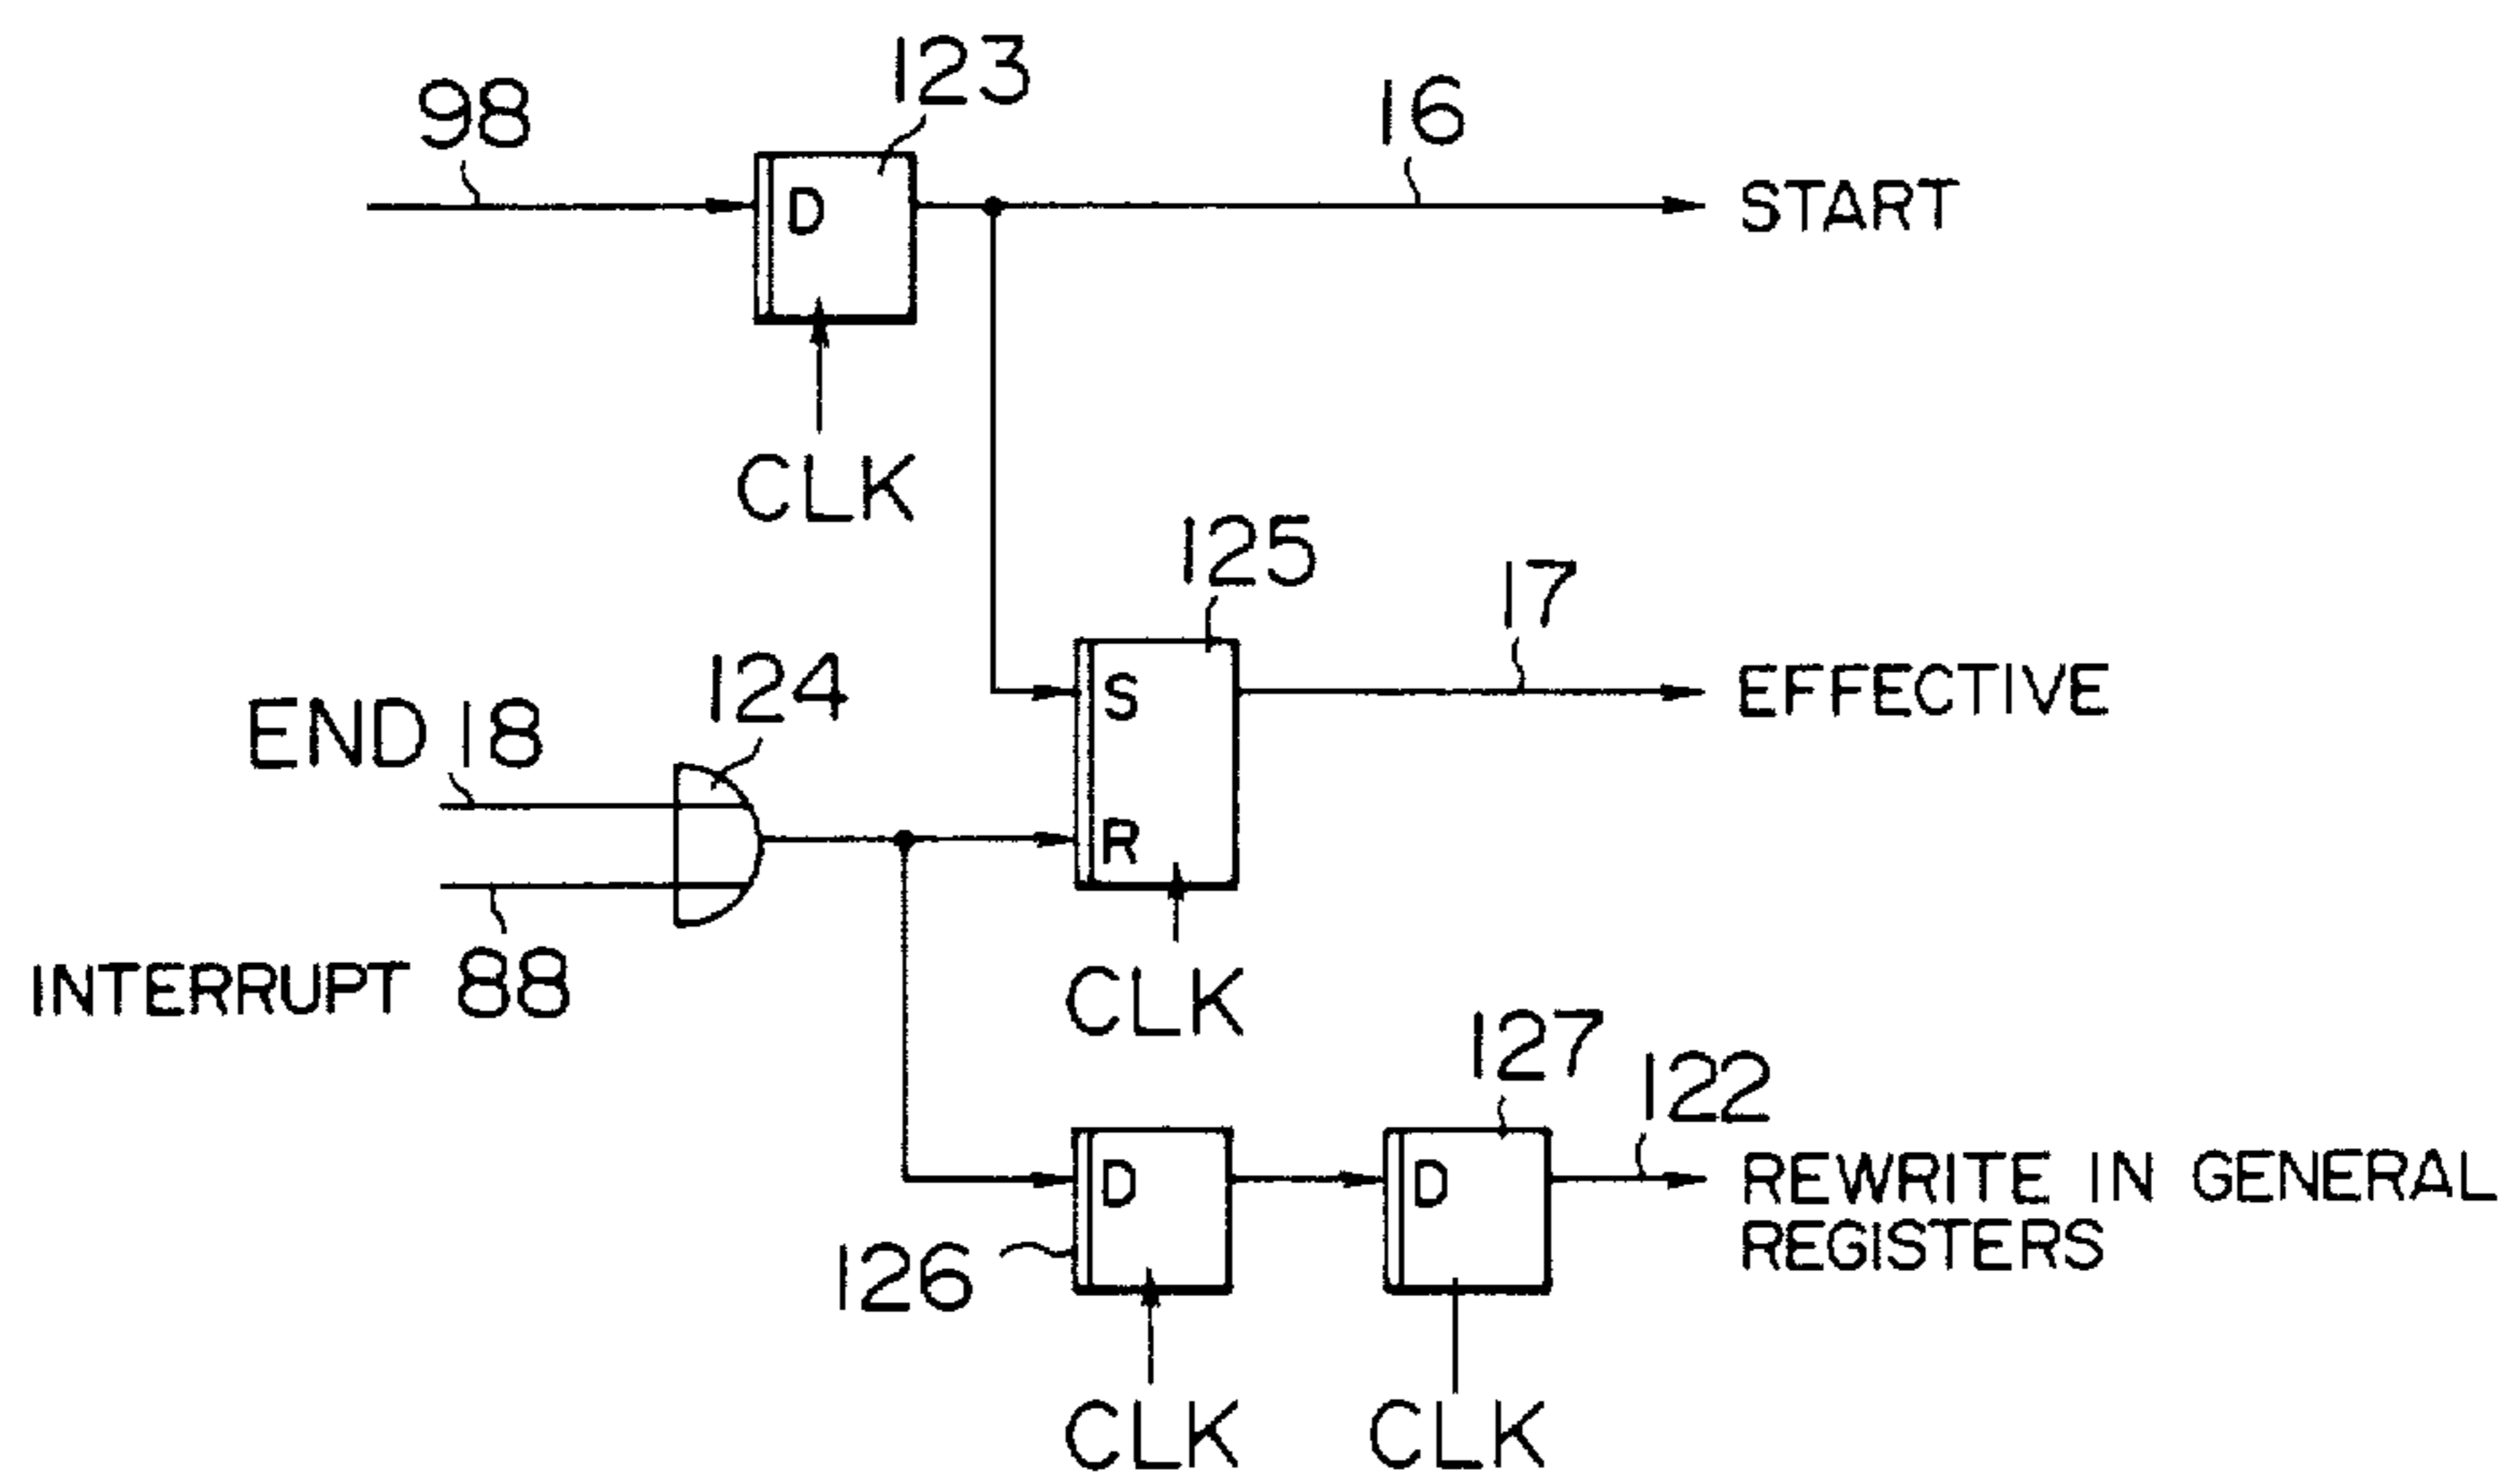 123
98
16
START
D
CLK
125
17
124
S
EFFECTIVE
END 18
R
INTERRUPT 88
CLK
127
122
D
D
REWRITE IN GENERAL
REGISTERS
126
CLK
CLK